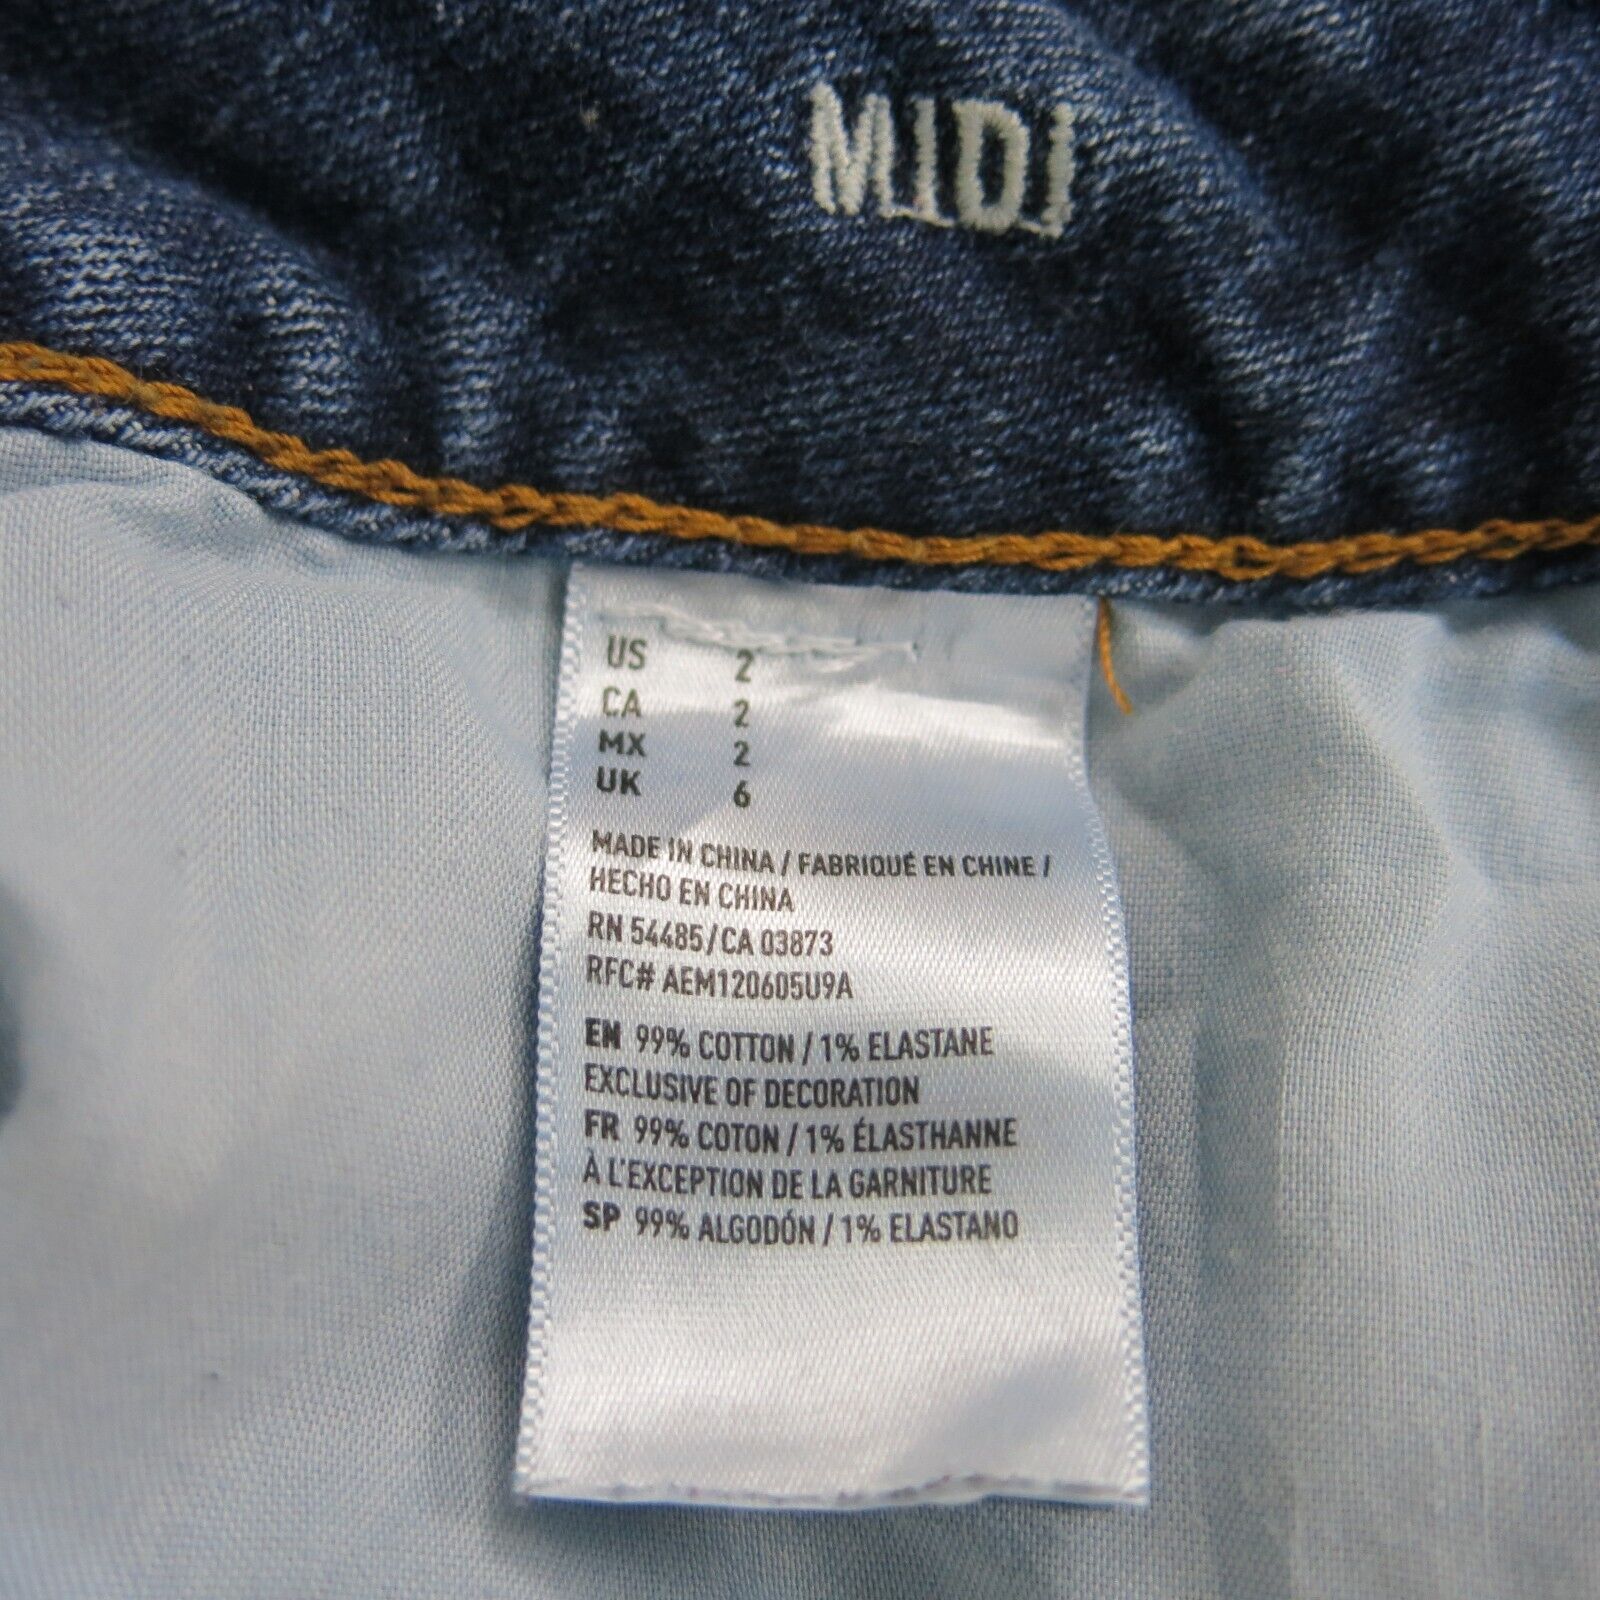 MIDI
US 2
CA 2
MX 2
UK 6
MADE IN CHINA / FABRIQUÉ EN CHINE /
HECHO EN CHINA
RN 54485/CA 03873
RFC# AEM120605U9A
EN 99% COTTON / 1% ELASTANE
EXCLUSIVE OF DECORATION
FR 99% COTON / 1% ÉLASTHANNE
À L'EXCEPTION DE LA GARNITURE
SP 99% ALGODÓN / 1% ELASTANO